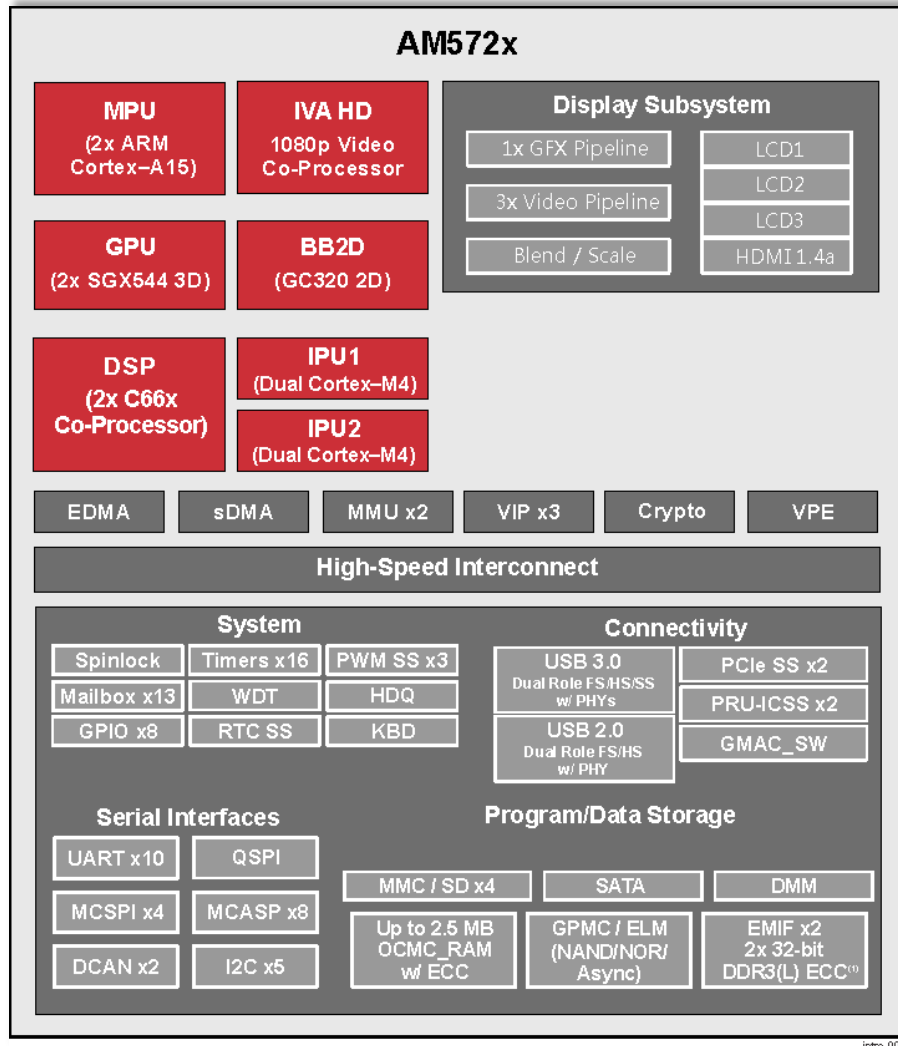 AM572x
MPU
(2x ARM
Cortex–A15)
IVA HD
1080p Video
Co-Processor
Display Subsystem
1x GFX Pipeline
3x Video Pipeline
Blend / Scale
LCD1
LCD2
LCD3
HDMI 1.4a
GPU
(2x SGX544 3D)
BB2D
(GC320 2D)
DSP
(2x C66x
Co-Processor)
IPU1
(Dual Cortex–M4)
IPU2
(Dual Cortex–M4)
EDMA
sDMA
MMU x2
VIP x3
Crypto
VPE
High-Speed Interconnect
System
Spinlock
Timers x16
PWM SS x3
Mailbox x13
WDT
HDQ
GPIO x8
RTC SS
KBD
Connectivity
USB 3.0
Dual Role FS/HS/SS
w/ PHYs
USB 2.0
Dual Role FS/HS
w/ PHY
PCIe SS x2
PRU-ICSS x2
GMAC_SW
Serial Interfaces
UART x10
QSPI
MCSPI x4
MCASP x8
DCAN x2
I2C x5
Program/Data Storage
MMC / SD x4
SATA
DMM
Up to 2.5 MB
OCMC_RAM
w/ ECC
GPMC / ELM
(NAND/NOR/
Async)
EMIF x2
2x 32-bit
DDR3(L) ECC⁽¹⁾